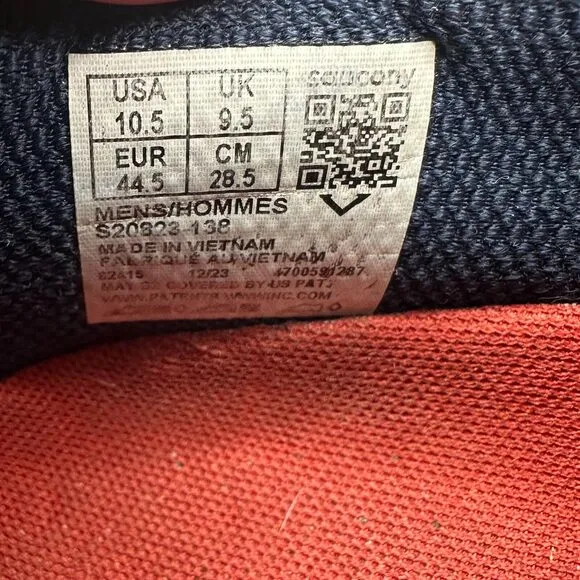 saucony
USA UK
10.5 9.5
EUR CM
44.5 28.5
MENS/HOMMES
S20823-138
MADE IN VIETNAM
FABRIQUÉ AU VIETNAM
12/23 4700591287
MAY BE COVERED BY US PAT.